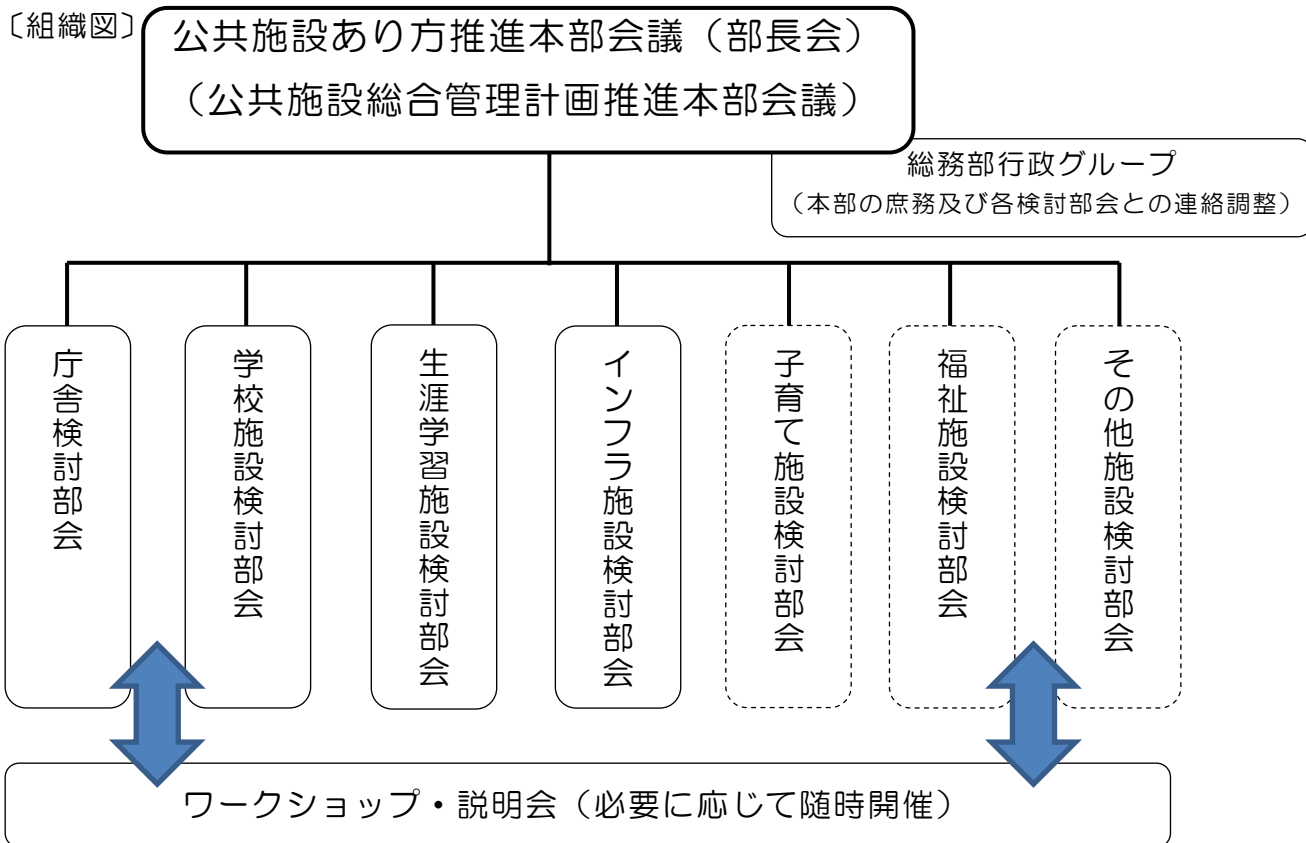 〔組織図〕
公共施設あり方推進本部会議（部長会）
（公共施設総合管理計画推進本部会議）
総務部行政グループ
（本部の庶務及び各検討部会との連絡調整）
庁舎検討部会
学校施設検討部会
生涯学習施設検討部会
インフラ施設検討部会
子育て施設検討部会
福祉施設検討部会
その他施設検討部会
ワークショップ・説明会（必要に応じて随時開催）